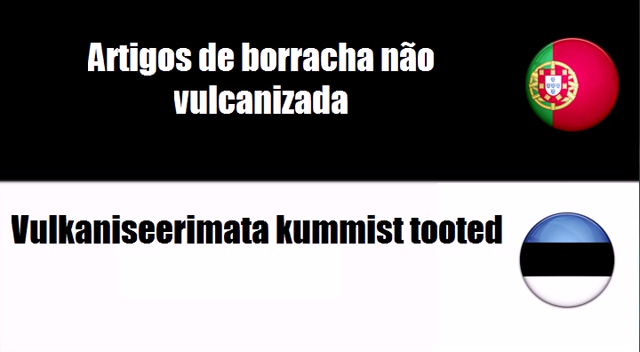 Artigos de borracha não
vulcanizada
Vulkaniseerimata kummist tooted